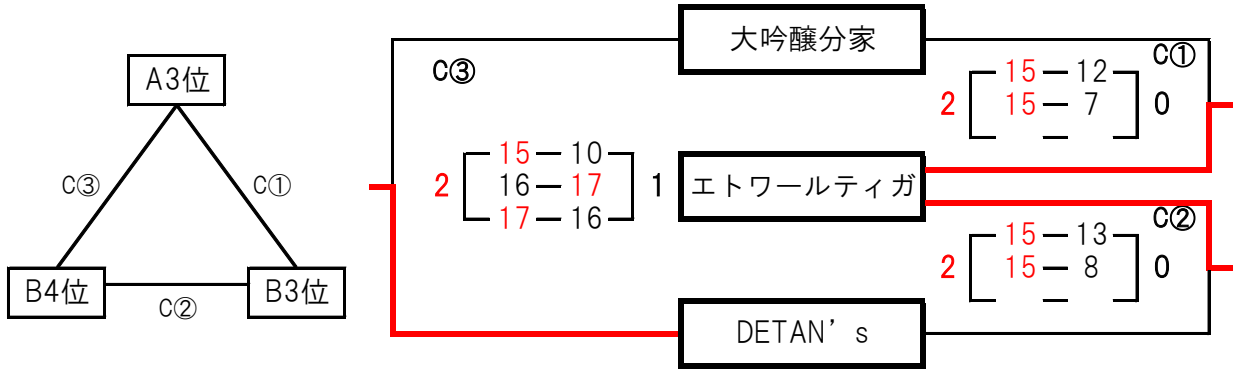 A3位
C③
C①
B4位
B3位
C②
大吟醸分家
C③
C①
2
15－12
15－ 7
－
0
2
15－10
16－17
17－16
1
エトワールティガ
C②
2
15－13
15－ 8
－
0
DETAN’s